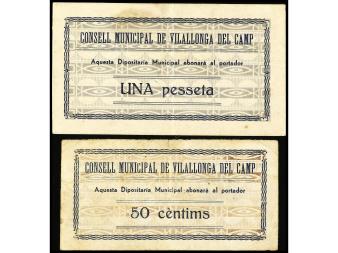 CONSELL MUNICIPAL DE VILALLONGA DEL CAMP
Aquesta Dipositaria Municipal abonarà al portador
UNA pesseta
CONSELL MUNICIPAL DE VILALLONGA DEL CAMP
Aquesta Dipositaria Municipal abonarà al portador
50 cèntims